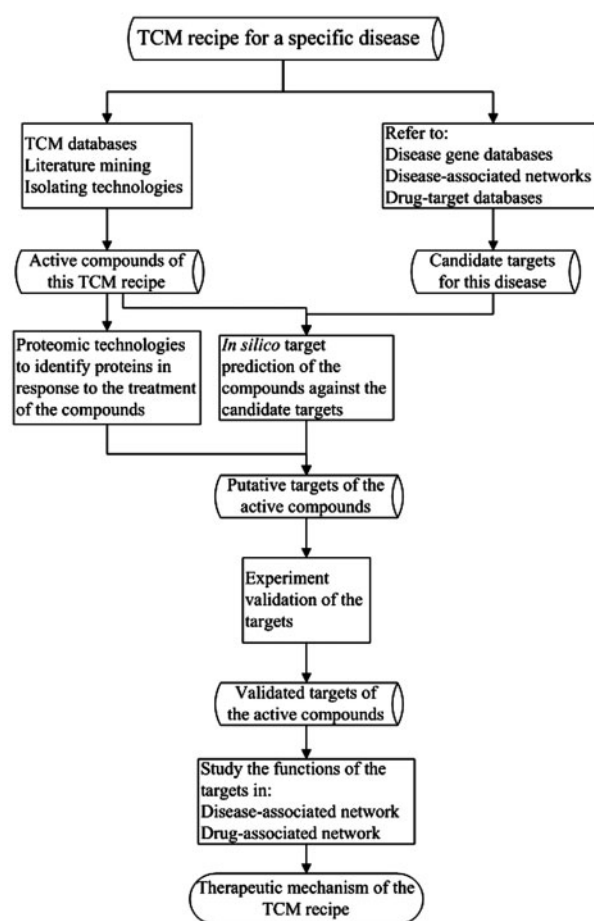 TCM recipe for a specific disease
TCM databases
Literature mining
Isolating technologies
Refer to:
Disease gene databases
Disease-associated networks
Drug-target databases
Active compounds of
this TCM recipe
Candidate targets
for this disease
Proteomic technologies
to identify proteins in
response to the treatment
of the compounds
In silico target
prediction of the
compounds against the
candidate targets
Putative targets of the
active compounds
Experiment
validation of the
targets
Validated targets of
the active compounds
Study the functions of the
targets in:
Disease-associated network
Drug-associated network
Therapeutic mechanism of the
TCM recipe